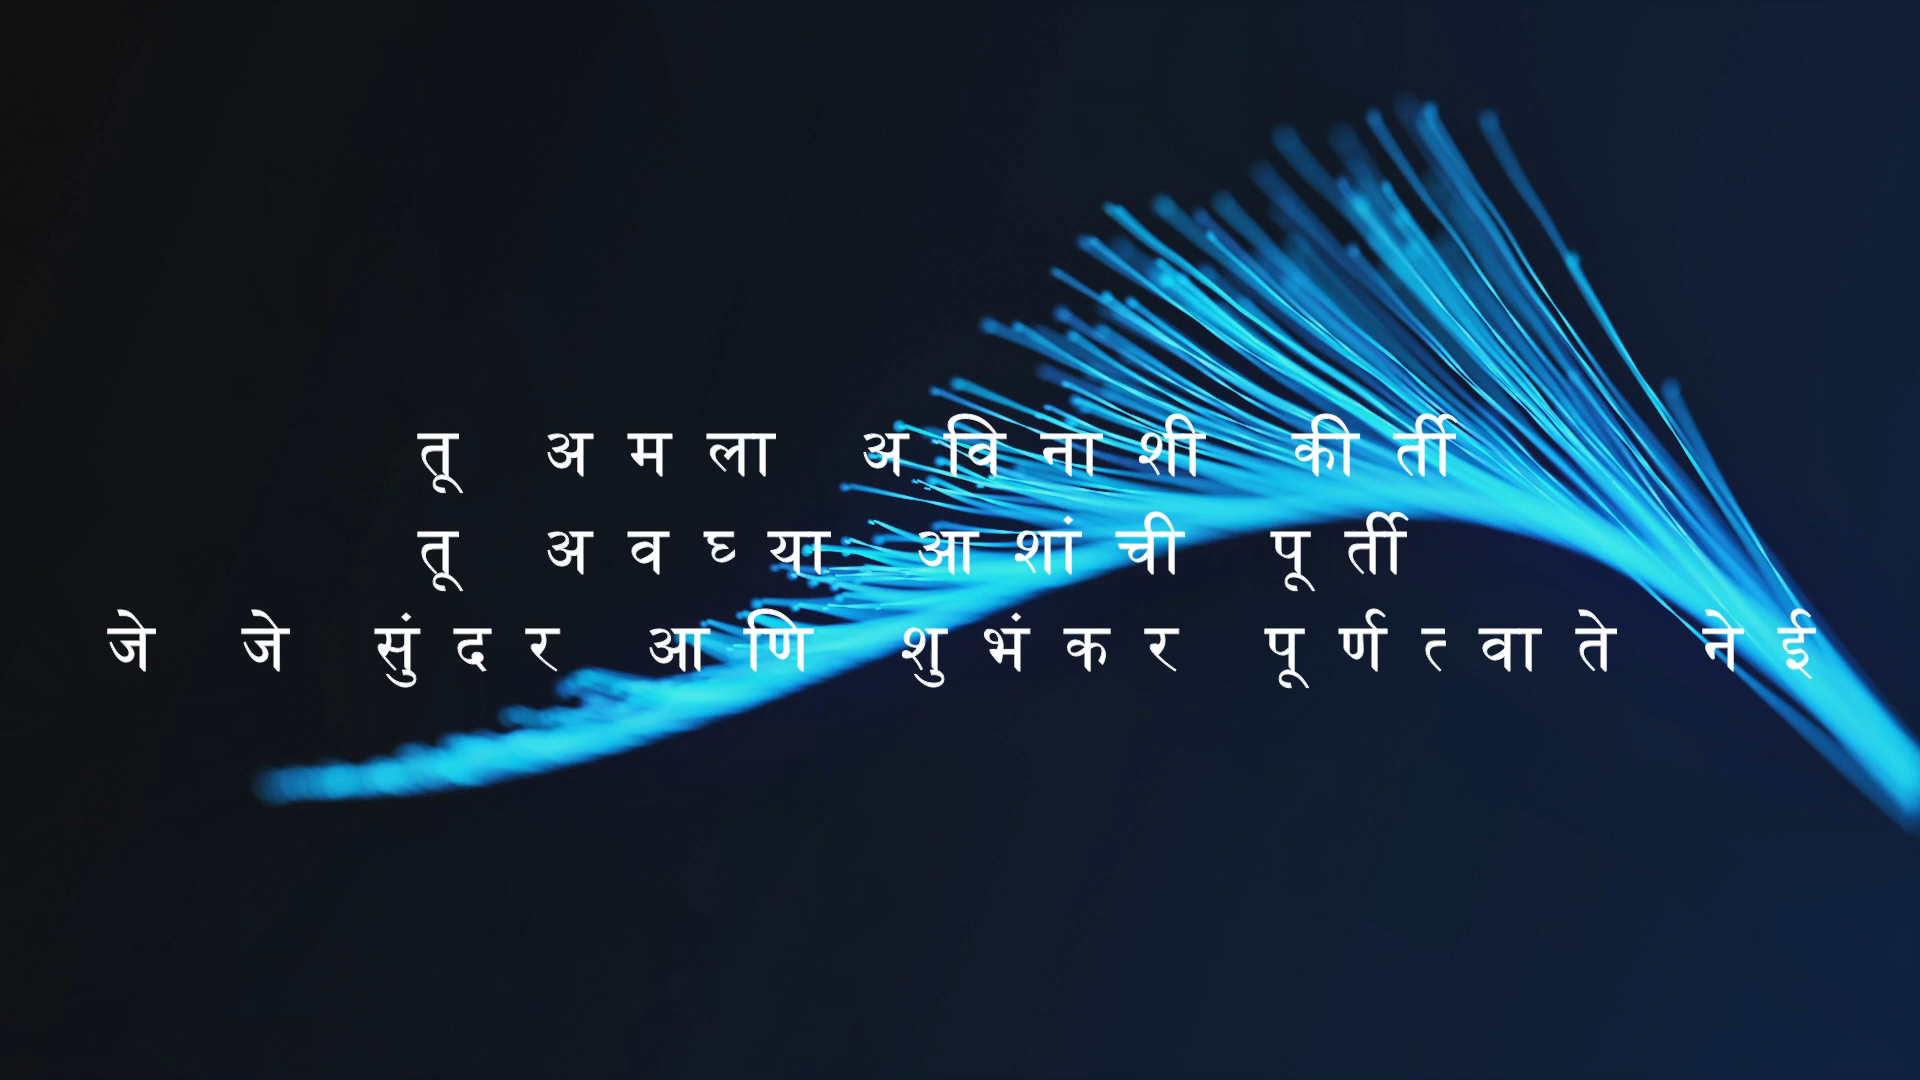 तू अमला अविनाशी कीर्ती
तू अवघ्या आशांची पूर्ती
जे जे सुंदर आणि शुभंकर पूर्णत्वाते नेई